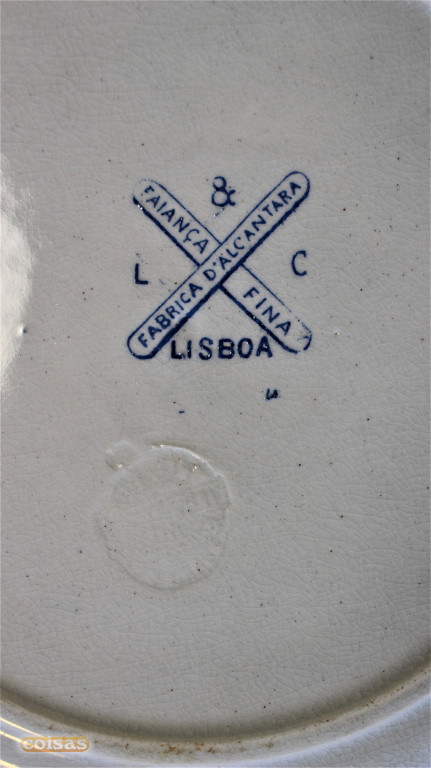 &
FAIANÇA FINA
FABRICA D'ALCANTARA
L C
LISBOA
coisas